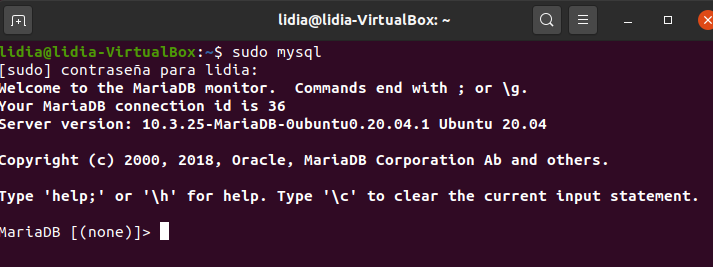 lidia@lidia-VirtualBox: ~
lidia@lidia-VirtualBox:~$ sudo mysql
[sudo] contraseña para lidia:
Welcome to the MariaDB monitor.  Commands end with ; or \g.
Your MariaDB connection id is 36
Server version: 10.3.25-MariaDB-0ubuntu0.20.04.1 Ubuntu 20.04

Copyright (c) 2000, 2018, Oracle, MariaDB Corporation Ab and others.

Type 'help;' or '\h' for help. Type '\c' to clear the current input statement.

MariaDB [(none)]>